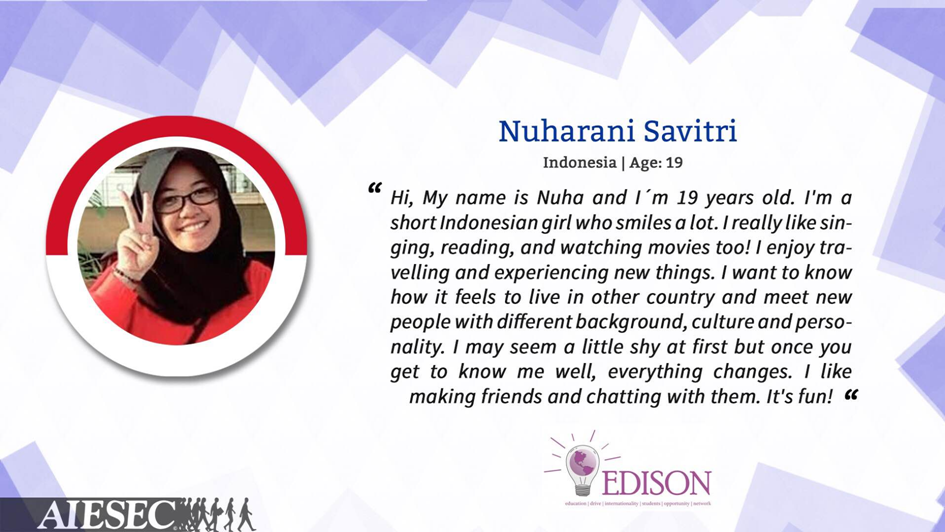 Nuharani Savitri
Indonesia | Age: 19
“ Hi, My name is Nuha and I´m 19 years old. I'm a
short Indonesian girl who smiles a lot. I really like sin-
ging, reading, and watching movies too! I enjoy tra-
velling and experiencing new things. I want to know
how it feels to live in other country and meet new
people with different background, culture and perso-
nality. I may seem a little shy at first but once you
get to know me well, everything changes. I like
making friends and chatting with them. It's fun! “
EDISON
education | drive | internationality | students | opportunity | network
AIESEC